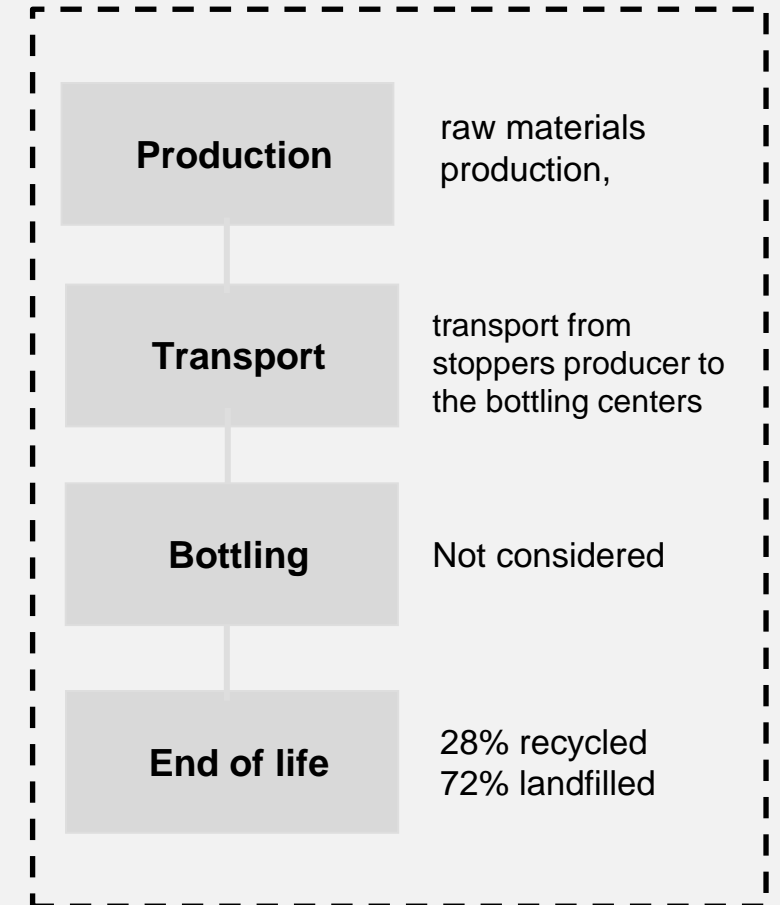 Production
raw materials
production,
Transport
transport from
stoppers producer to
the bottling centers
Bottling
Not considered
End of life
28% recycled
72% landfilled